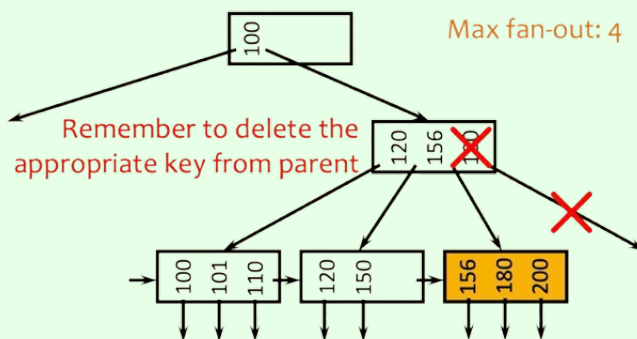 Max fan-out: 4
100
Remember to delete the
appropriate key from parent
120 156 180
100 101 110 120 150 156 180 200